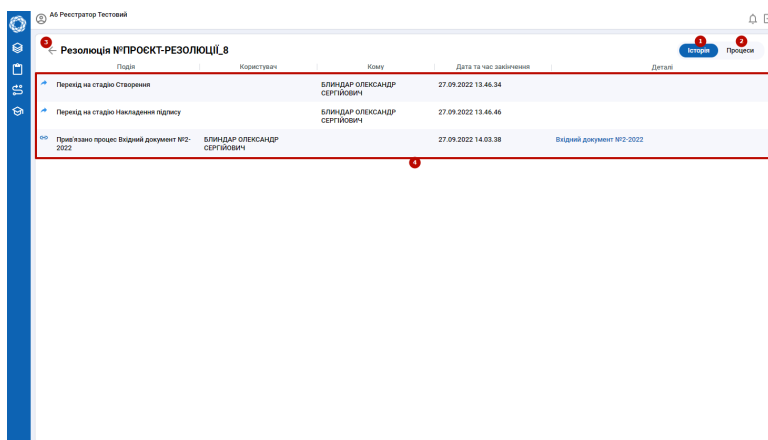 А6 Реєстратор Тестовий
3
Резолюція №ПРОЄКТ-РЕЗОЛЮЦІЇ_8
1
2
Історія
Процеси
Подія Користувач Кому Дата та час закінчення Деталі
Перехід на стадію Створення БЛИНДАР ОЛЕКСАНДР 27.09.2022 13.46.34
СЕРГІЙОВИЧ
Перехід на стадію Накладення підпису БЛИНДАР ОЛЕКСАНДР 27.09.2022 13.46.46
СЕРГІЙОВИЧ
Прив'язано процес Вхідний документ №2- БЛИНДАР ОЛЕКСАНДР 27.09.2022 14.03.38 Вхідний документ №2-2022
2022 СЕРГІЙОВИЧ
4